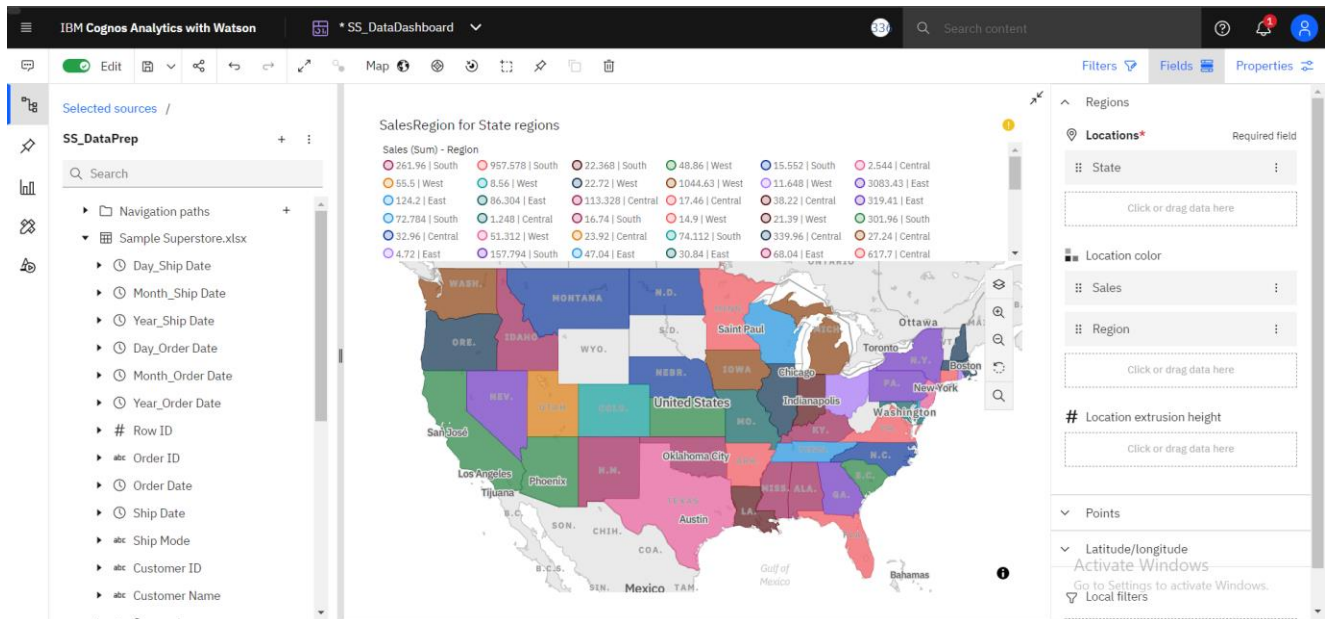 IBM Cognos Analytics with Watson
* SS_DataDashboard
Search content
1
Edit
Map
Filters
Fields
Properties
Selected sources /
SS_DataPrep
Search
Navigation paths
Sample Superstore.xlsx
Day_Ship Date
Month_Ship Date
Year_Ship Date
Day_Order Date
Month_Order Date
Year_Order Date
# Row ID
abc Order ID
Order Date
Ship Date
abc Ship Mode
abc Customer ID
abc Customer Name
SalesRegion for State regions
Sales (Sum) - Region
261.96 | South 957.578 | South 22.368 | South 48.86 | West 15.552 | South 2.544 | Central
55.5 | West 8.56 | West 22.72 | West 1044.63 | West 11.648 | West 3083.43 | East
124.2 | East 86.304 | East 113.328 | Central 17.46 | Central 38.22 | Central 319.41 | East
72.784 | South 1.248 | Central 16.74 | South 14.9 | West 21.39 | West 301.96 | South
32.96 | Central 51.312 | West 23.92 | Central 74.112 | South 339.96 | Central 27.24 | Central
4.72 | East 157.794 | South 47.04 | East 30.84 | East 68.04 | East 617.7 | Central
ONTARIO
WASH.
MONTANA
N.D.
Ottawa
ORE.
IDAHO
S.D.
Saint Paul
MICH.
Toronto
WYO.
N.Y.
Boston
NEBR.
IOWA
Chicago
PA.
New York
NEV.
UTAH
COLO.
United States
Indianapolis
Washington
MO.
KY.
San José
Oklahoma City
N.C.
Los Angeles
Phoenix
N.M.
S.C.
Tijuana
MISS.
ALA.
GA.
B.C.
TEXAS
LA.
SON.
CHIH.
Austin
COA.
B.C.S.
Gulf of
Mexico
Bahamas
SIN.
Mexico
TAM.
Regions
Locations*
Required field
State
Click or drag data here
Location color
Sales
Region
Click or drag data here
# Location extrusion height
Click or drag data here
Points
Latitude/longitude
Activate Windows
Go to Settings to activate Windows.
Local filters